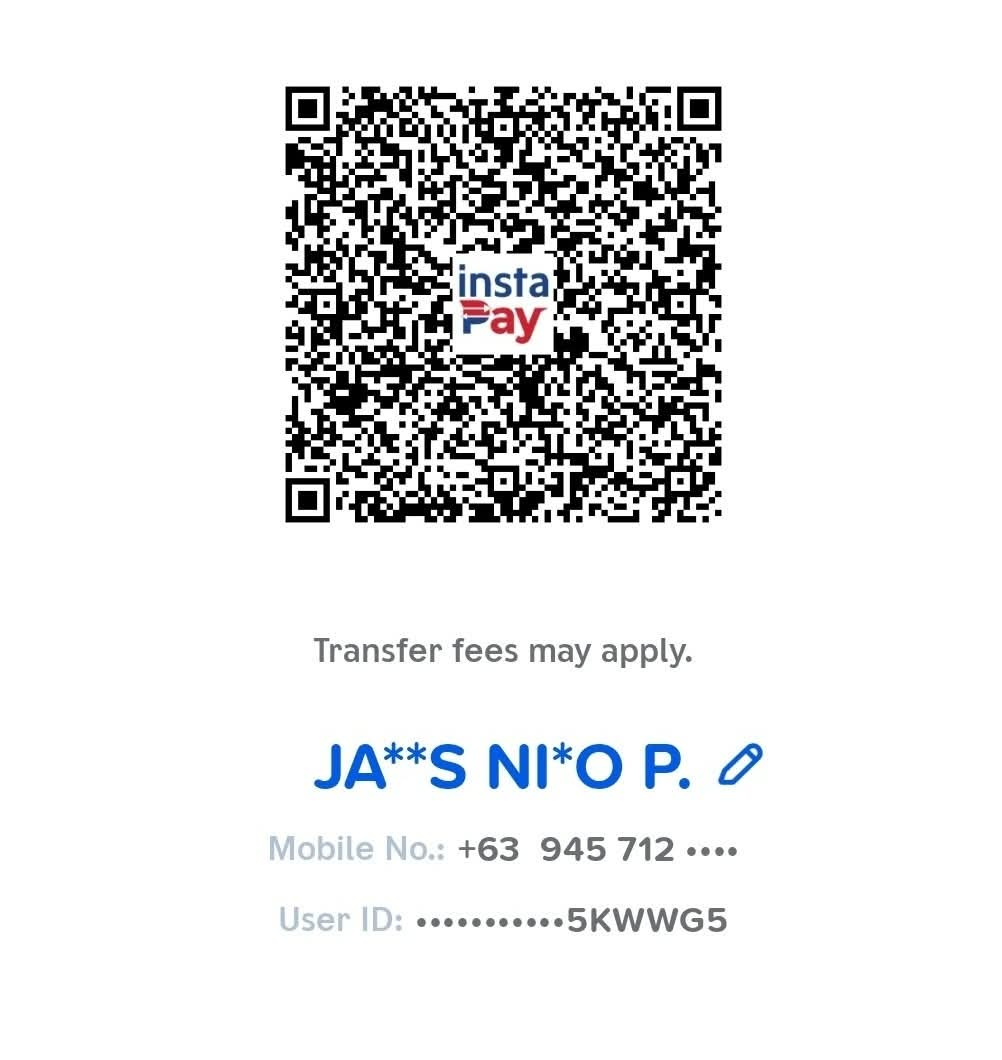 insta
Pay
Transfer fees may apply.
JA**S NI*O P.
Mobile No.: +63 945 712 ••••
User ID: •••••••••••5KWWG5